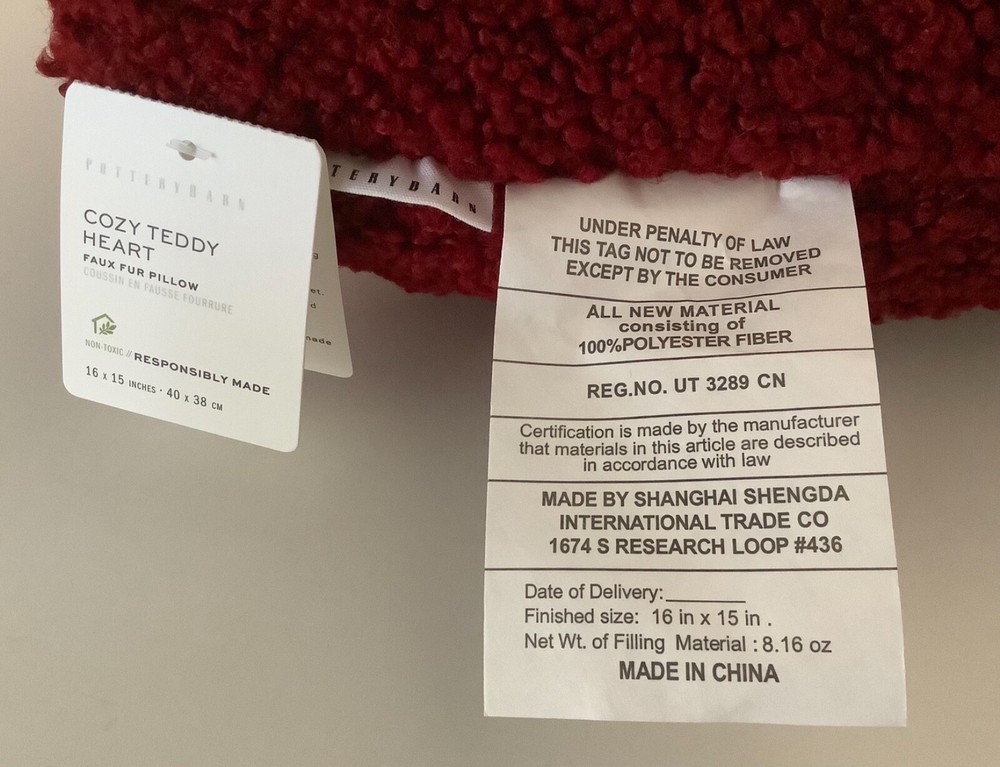 POTTERYBARN
COZY TEDDY
HEART
FAUX FUR PILLOW
COUSSIN EN FAUSSE FOURRURE
NON-TOXIC // RESPONSIBLY MADE
16 x 15 INCHES · 40 x 38 CM
TERYBARN
UNDER PENALTY OF LAW
THIS TAG NOT TO BE REMOVED
EXCEPT BY THE CONSUMER
ALL NEW MATERIAL
consisting of
100%POLYESTER FIBER
REG.NO. UT 3289 CN
Certification is made by the manufacturer
that materials in this article are described
in accordance with law
MADE BY SHANGHAI SHENGDA
INTERNATIONAL TRADE CO
1674 S RESEARCH LOOP #436
Date of Delivery:
Finished size: 16 in x 15 in .
Net Wt. of Filling Material : 8.16 oz
MADE IN CHINA